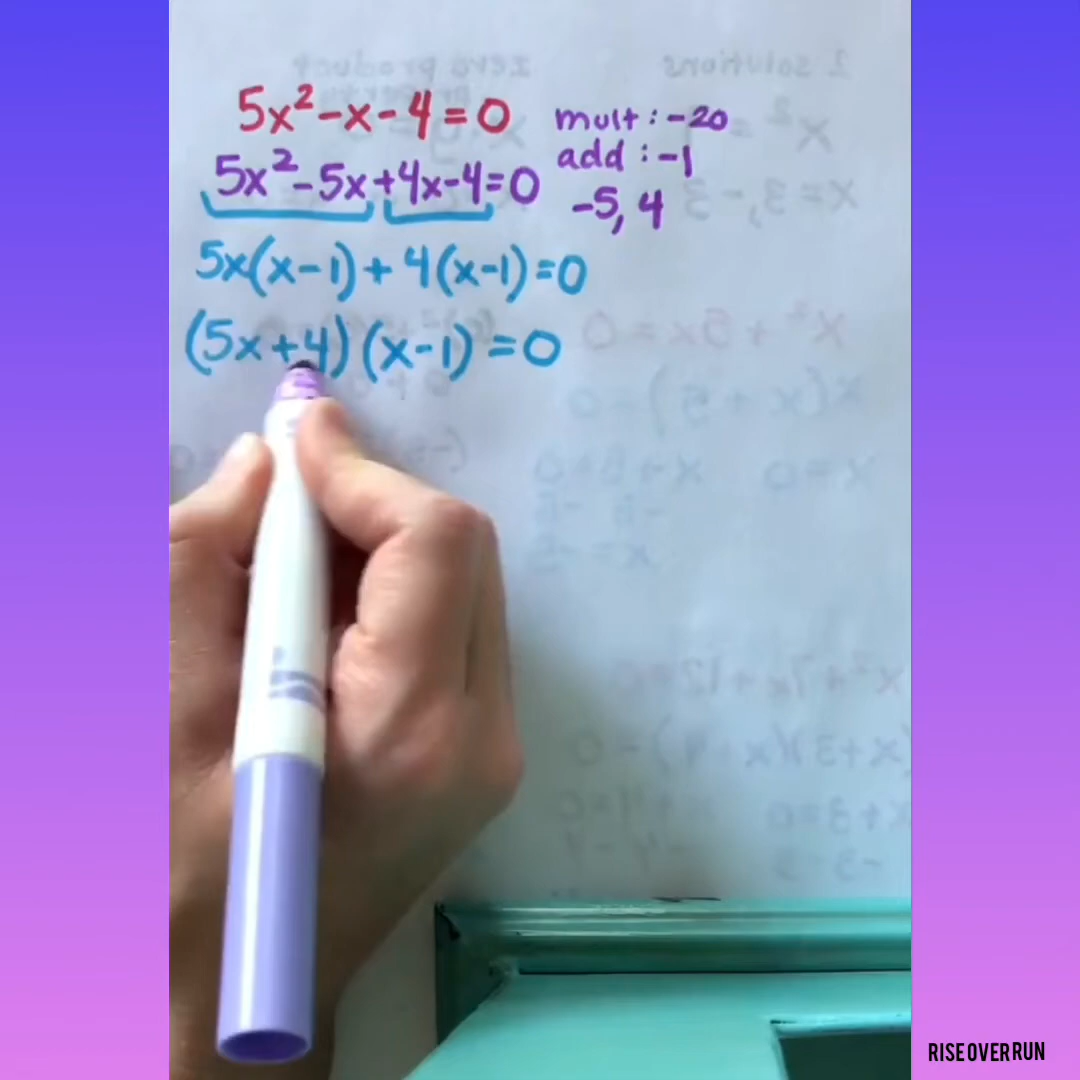 5x² - x - 4 = 0
mult : -20
add : -1
-5, 4
5x² - 5x + 4x - 4 = 0
5x(x - 1) + 4(x - 1) = 0
(5x + 4)(x - 1) = 0
RISE OVER RUN